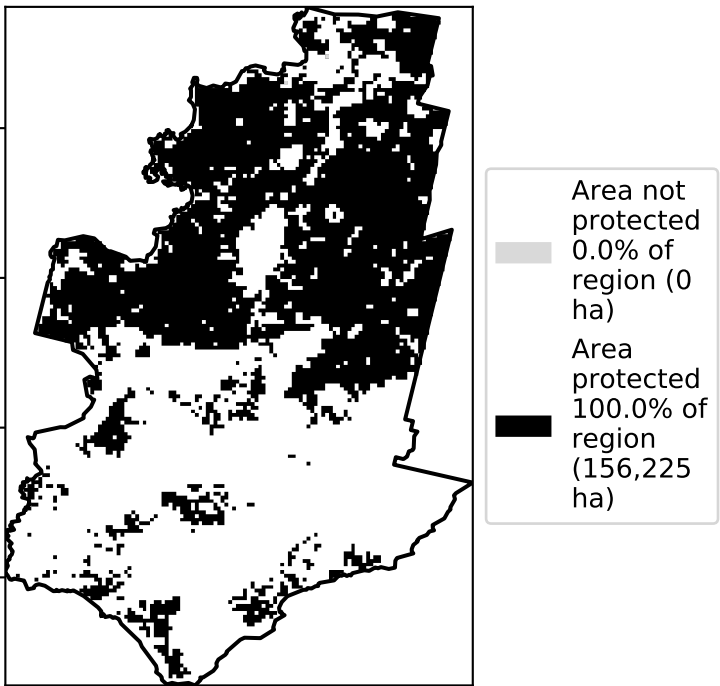 Area not
protected
0.0% of
region (0
ha)
Area
protected
100.0% of
region
(156,225
ha)